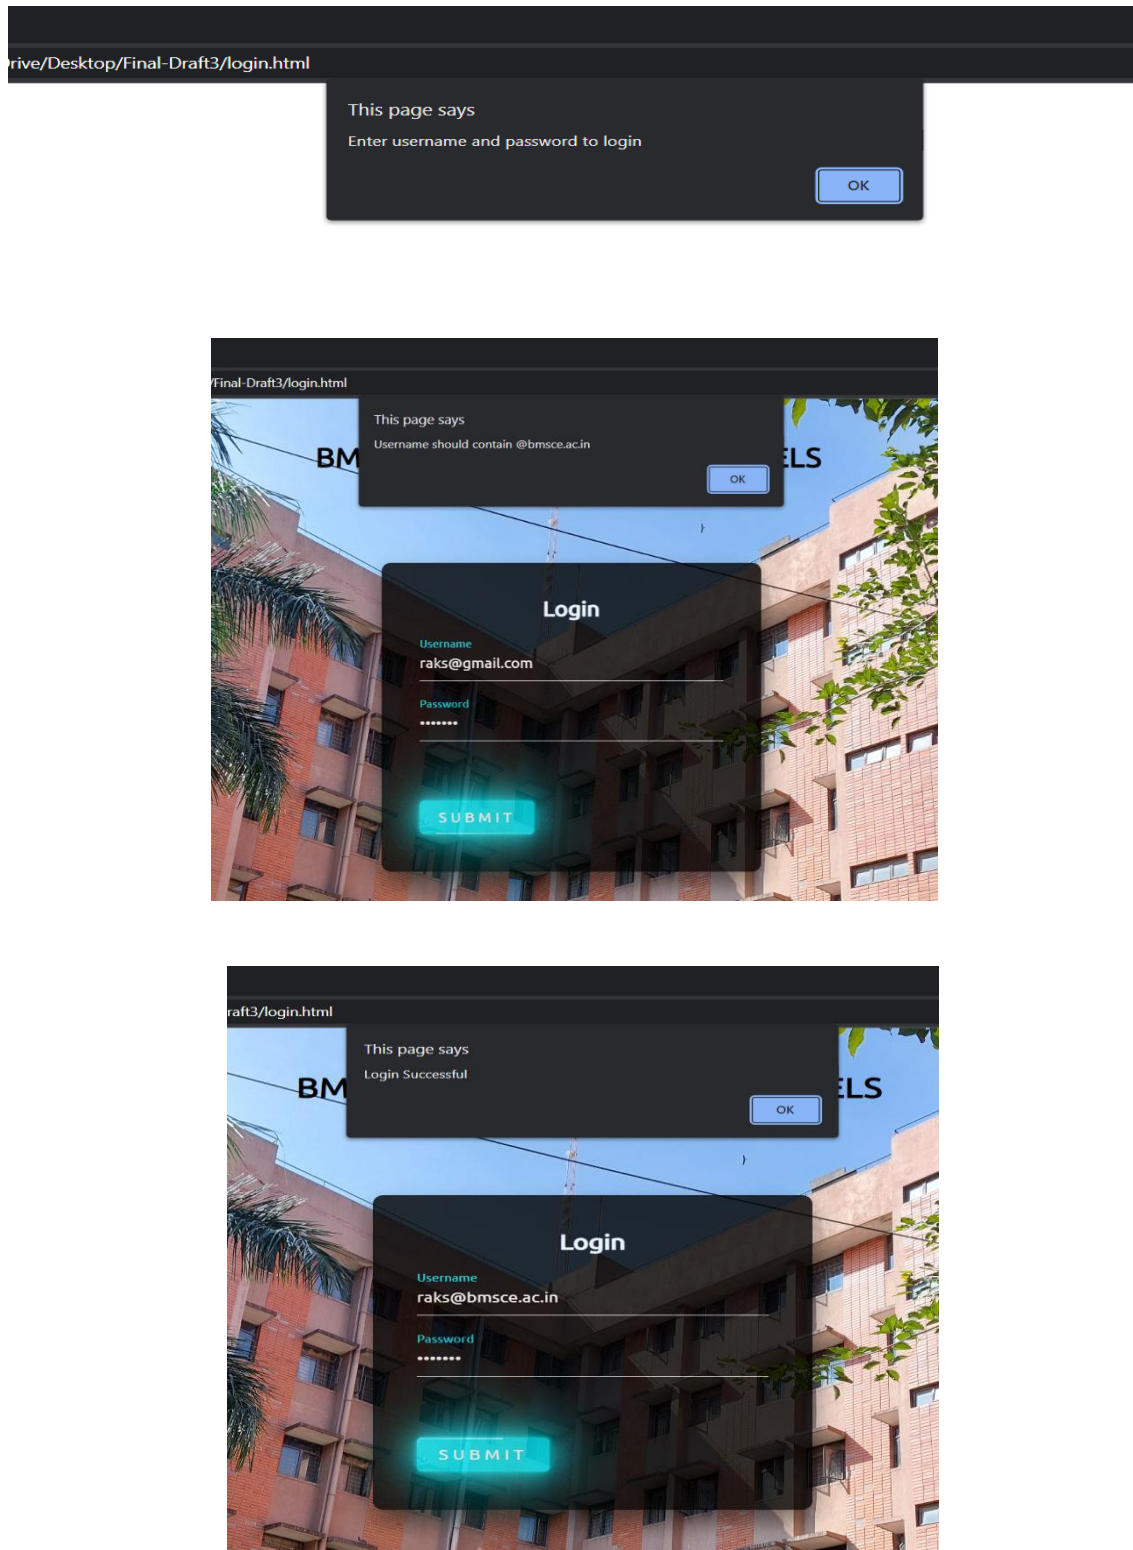 rive/Desktop/Final-Draft3/login.html
This page says
Enter username and password to login
OK
/Final-Draft3/login.html
This page says
Username should contain @bmsce.ac.in
OK
BM ELS
}
Login
Username
raks@gmail.com
Password
•••••••
SUBMIT
raft3/login.html
This page says
Login Successful
OK
BM ELS
}
Login
Username
raks@bmsce.ac.in
Password
•••••••
SUBMIT